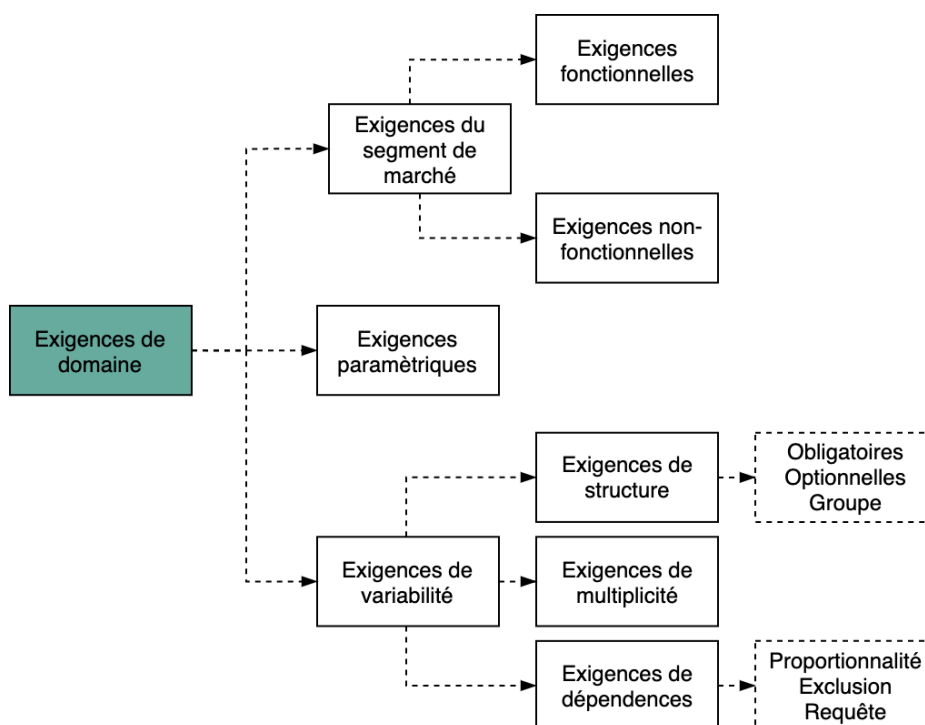 Exigences
fonctionnelles
Exigences du
segment de
marché
Exigences non-
fonctionnelles
Exigences de
domaine
Exigences
paramètriques
Exigences de
structure
Obligatoires
Optionnelles
Groupe
Exigences de
variabilité
Exigences de
multiplicité
Exigences de
dépendences
Proportionnalité
Exclusion
Requête